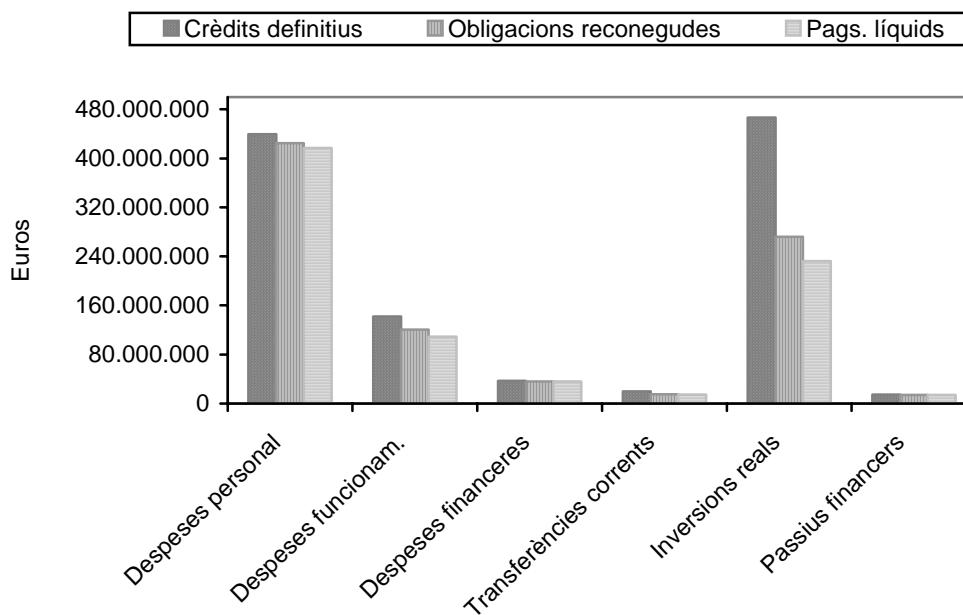 Crèdits definitius Obligacions reconegudes Pags. líquids
480.000.000
400.000.000
320.000.000
240.000.000
160.000.000
80.000.000
0
Euros
Despeses personal
Despeses funcionam.
Despeses financeres
Transferències corrents
Inversions reals
Passius financers